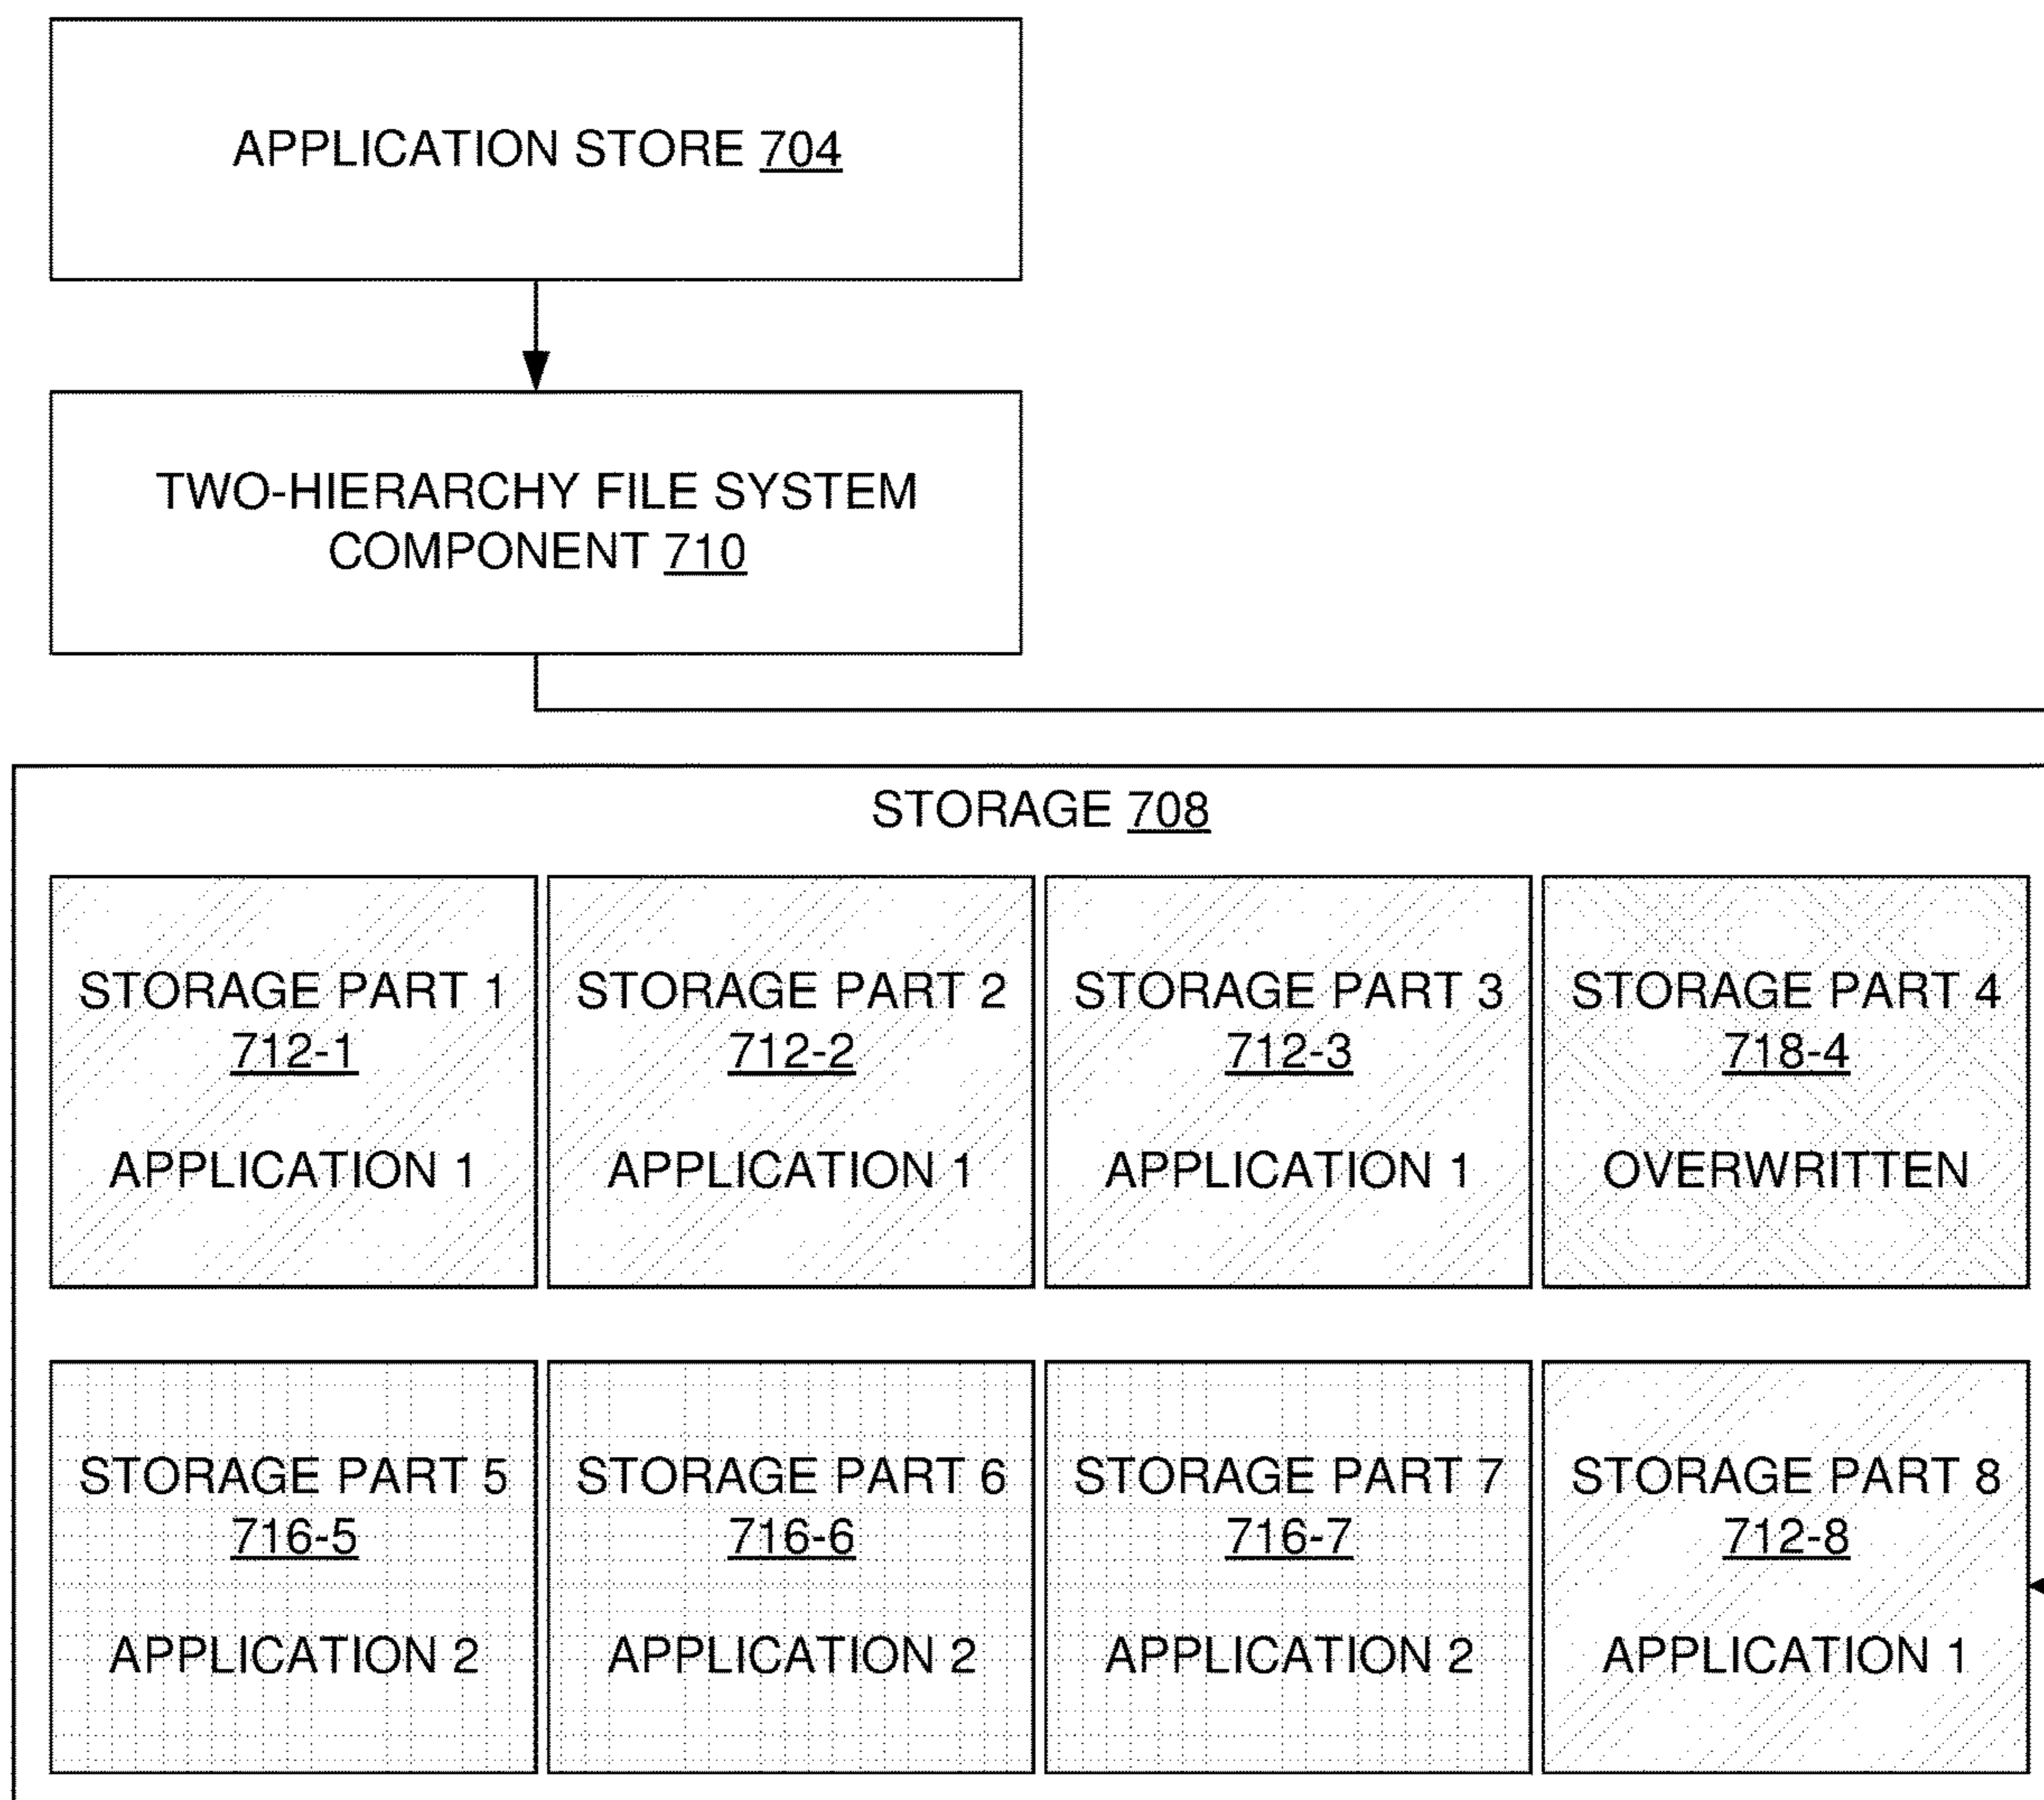 APPLICATION STORE 704
TWO-HIERARCHY FILE SYSTEM
COMPONENT 710
STORAGE 708
STORAGE PART 1
712-1
APPLICATION 1
STORAGE PART 2
712-2
APPLICATION 1
STORAGE PART 3
712-3
APPLICATION 1
STORAGE PART 4
718-4
OVERWRITTEN
STORAGE PART 5
716-5
APPLICATION 2
STORAGE PART 6
716-6
APPLICATION 2
STORAGE PART 7
716-7
APPLICATION 2
STORAGE PART 8
712-8
APPLICATION 1